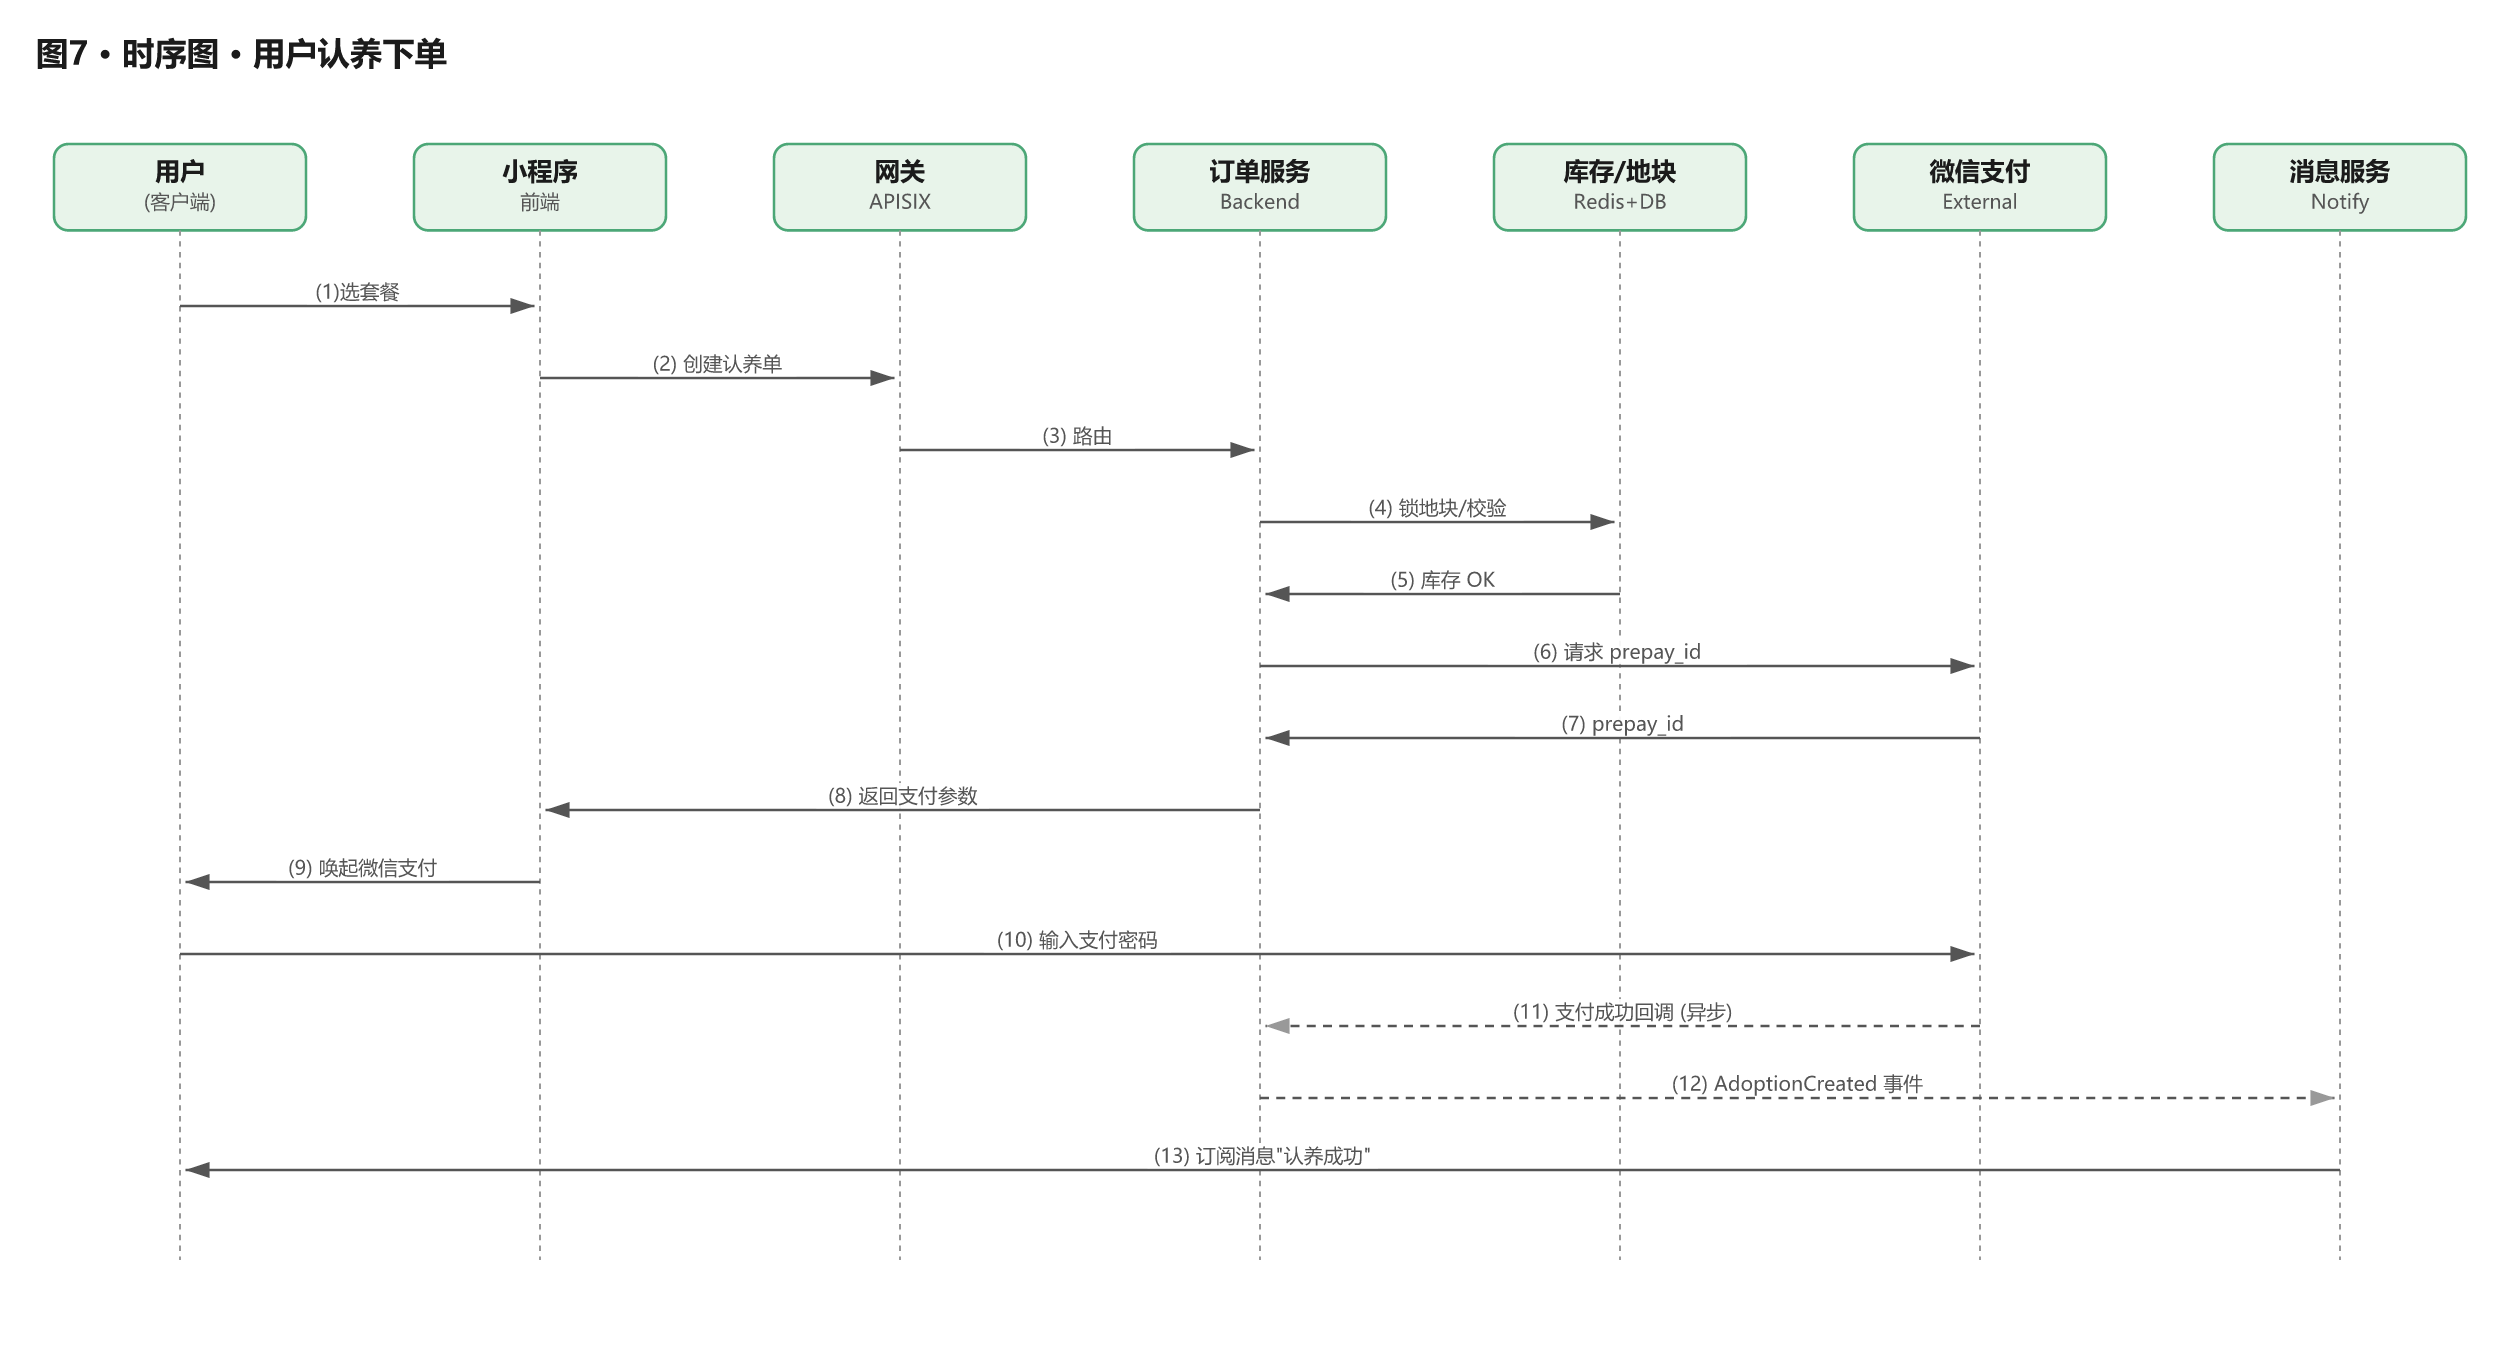 图7 · 时序图 · 用户认养下单
用户
(客户端)
小程序
前端
网关
APISIX
订单服务
Backend
库存/地块
Redis+DB
微信支付
External
消息服务
Notify
(1)选套餐
(2) 创建认养单
(3) 路由
(4) 锁地块/校验
(5) 库存 OK
(6) 请求 prepay_id
(7) prepay_id
(8) 返回支付参数
(9) 唤起微信支付
(10) 输入支付密码
(11) 支付成功回调 (异步)
(12) AdoptionCreated 事件
(13) 订阅消息"认养成功"